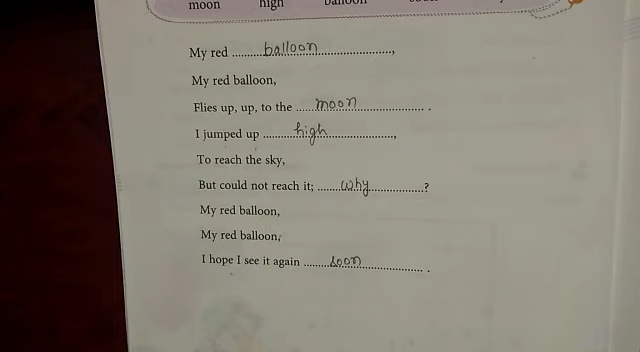 moon high balloon soon
My red ....balloon....,
My red balloon,
Flies up, up, to the ....moon.... .
I jumped up ....high....,
To reach the sky,
But could not reach it; ....why....?
My red balloon,
My red balloon,
I hope I see it again ....soon.... .